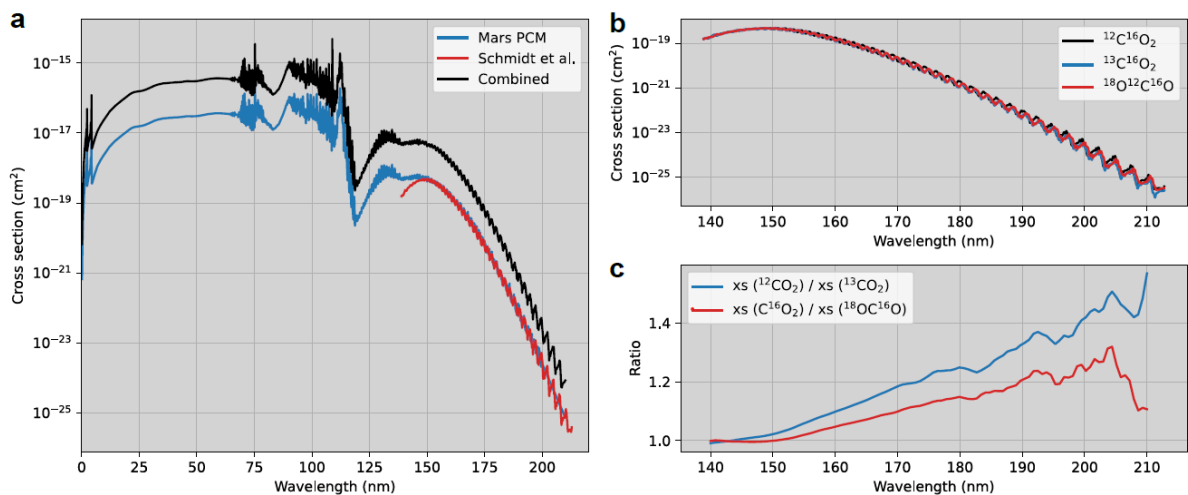 a
Cross section (cm²)
10⁻¹⁵
10⁻¹⁷
10⁻¹⁹
10⁻²¹
10⁻²³
10⁻²⁵
Mars PCM
Schmidt et al.
Combined
0 25 50 75 100 125 150 175 200
Wavelength (nm)
b
Cross section (cm²)
10⁻¹⁹
10⁻²¹
10⁻²³
10⁻²⁵
¹²C¹⁶O₂
¹³C¹⁶O₂
¹⁸O¹²C¹⁶O
140 150 160 170 180 190 200 210
Wavelength (nm)
c
Ratio
1.4
1.2
1.0
xs (¹²CO₂) / xs (¹³CO₂)
xs (C¹⁶O₂) / xs (¹⁸OC¹⁶O)
140 150 160 170 180 190 200 210
Wavelength (nm)